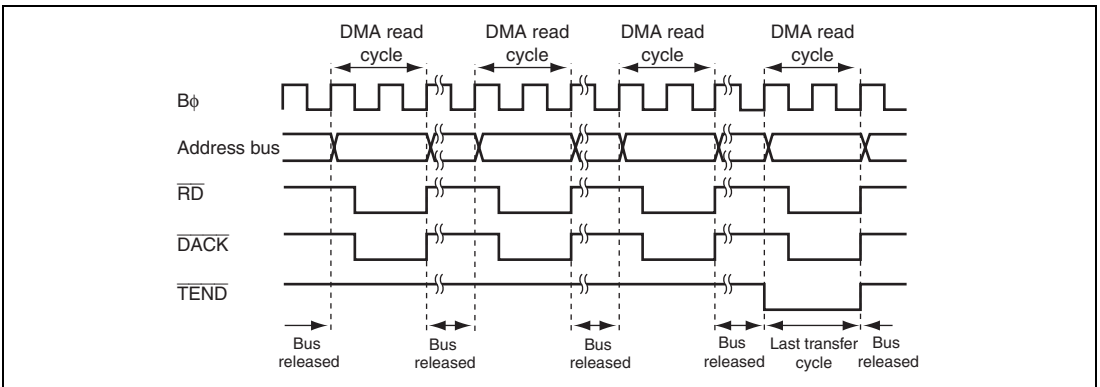 DMA read cycle
DMA read cycle
DMA read cycle
DMA read cycle
Bφ
Address bus
RD
DACK
TEND
Bus released
Bus released
Bus released
Bus released
Last transfer cycle
Bus released